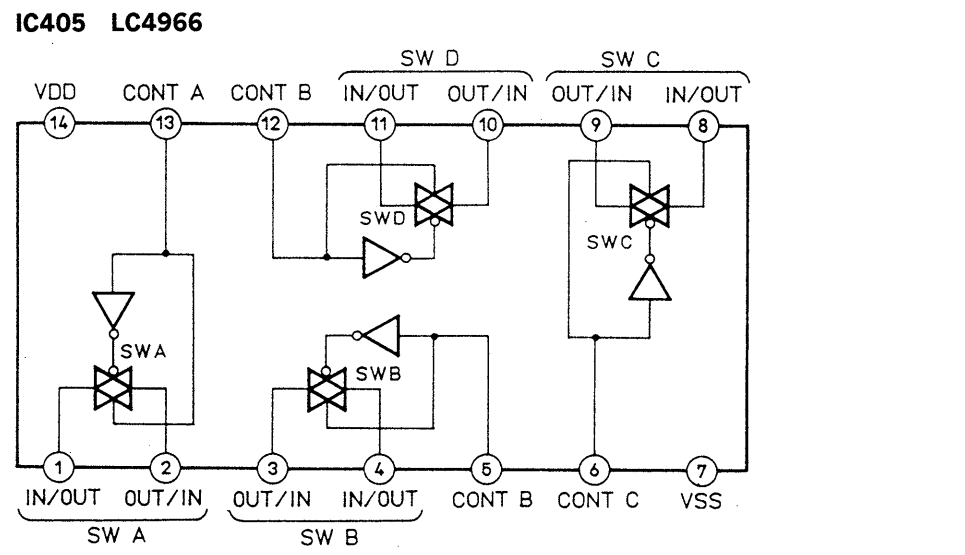 IC405 LC4966
SW D SW C
VDD CONT A CONT B IN/OUT OUT/IN OUT/IN IN/OUT
14 13 12 11 10 9 8
SWD
SWC
SWA
SWB
1 2 3 4 5 6 7
IN/OUT OUT/IN OUT/IN IN/OUT CONT B CONT C VSS
SW A SW B